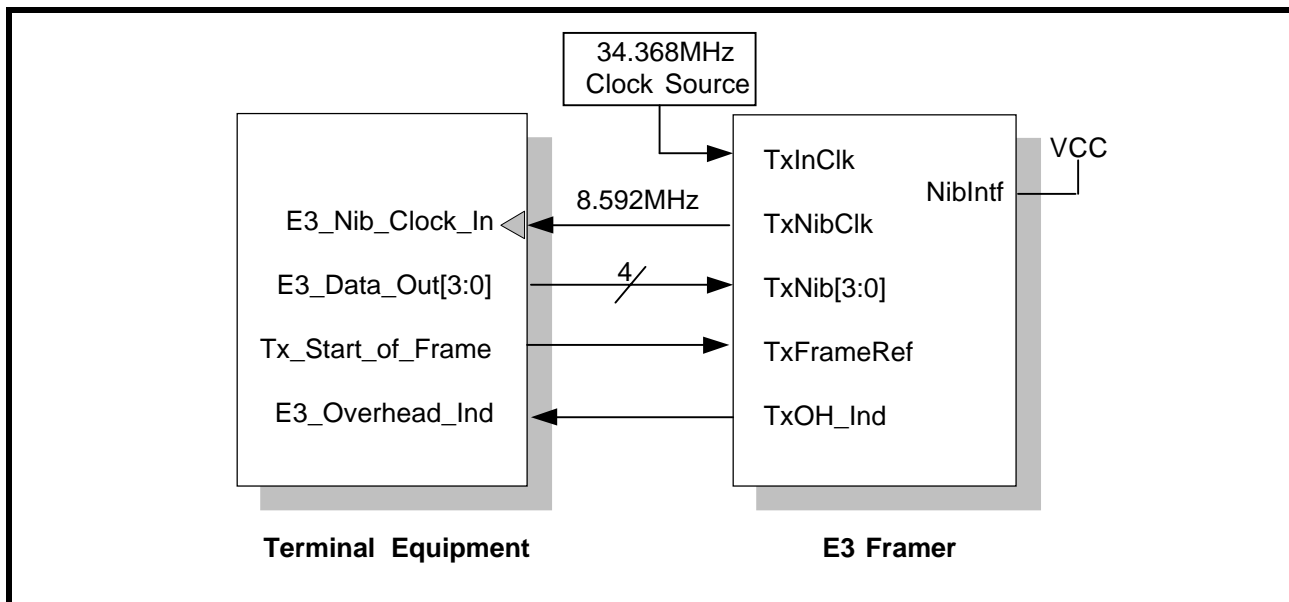 34.368MHz
Clock Source
VCC
TxInClk
NibIntf
8.592MHz
E3_Nib_Clock_In
TxNibClk
E3_Data_Out[3:0]
4
TxNib[3:0]
Tx_Start_of_Frame
TxFrameRef
E3_Overhead_Ind
TxOH_Ind
Terminal Equipment
E3 Framer